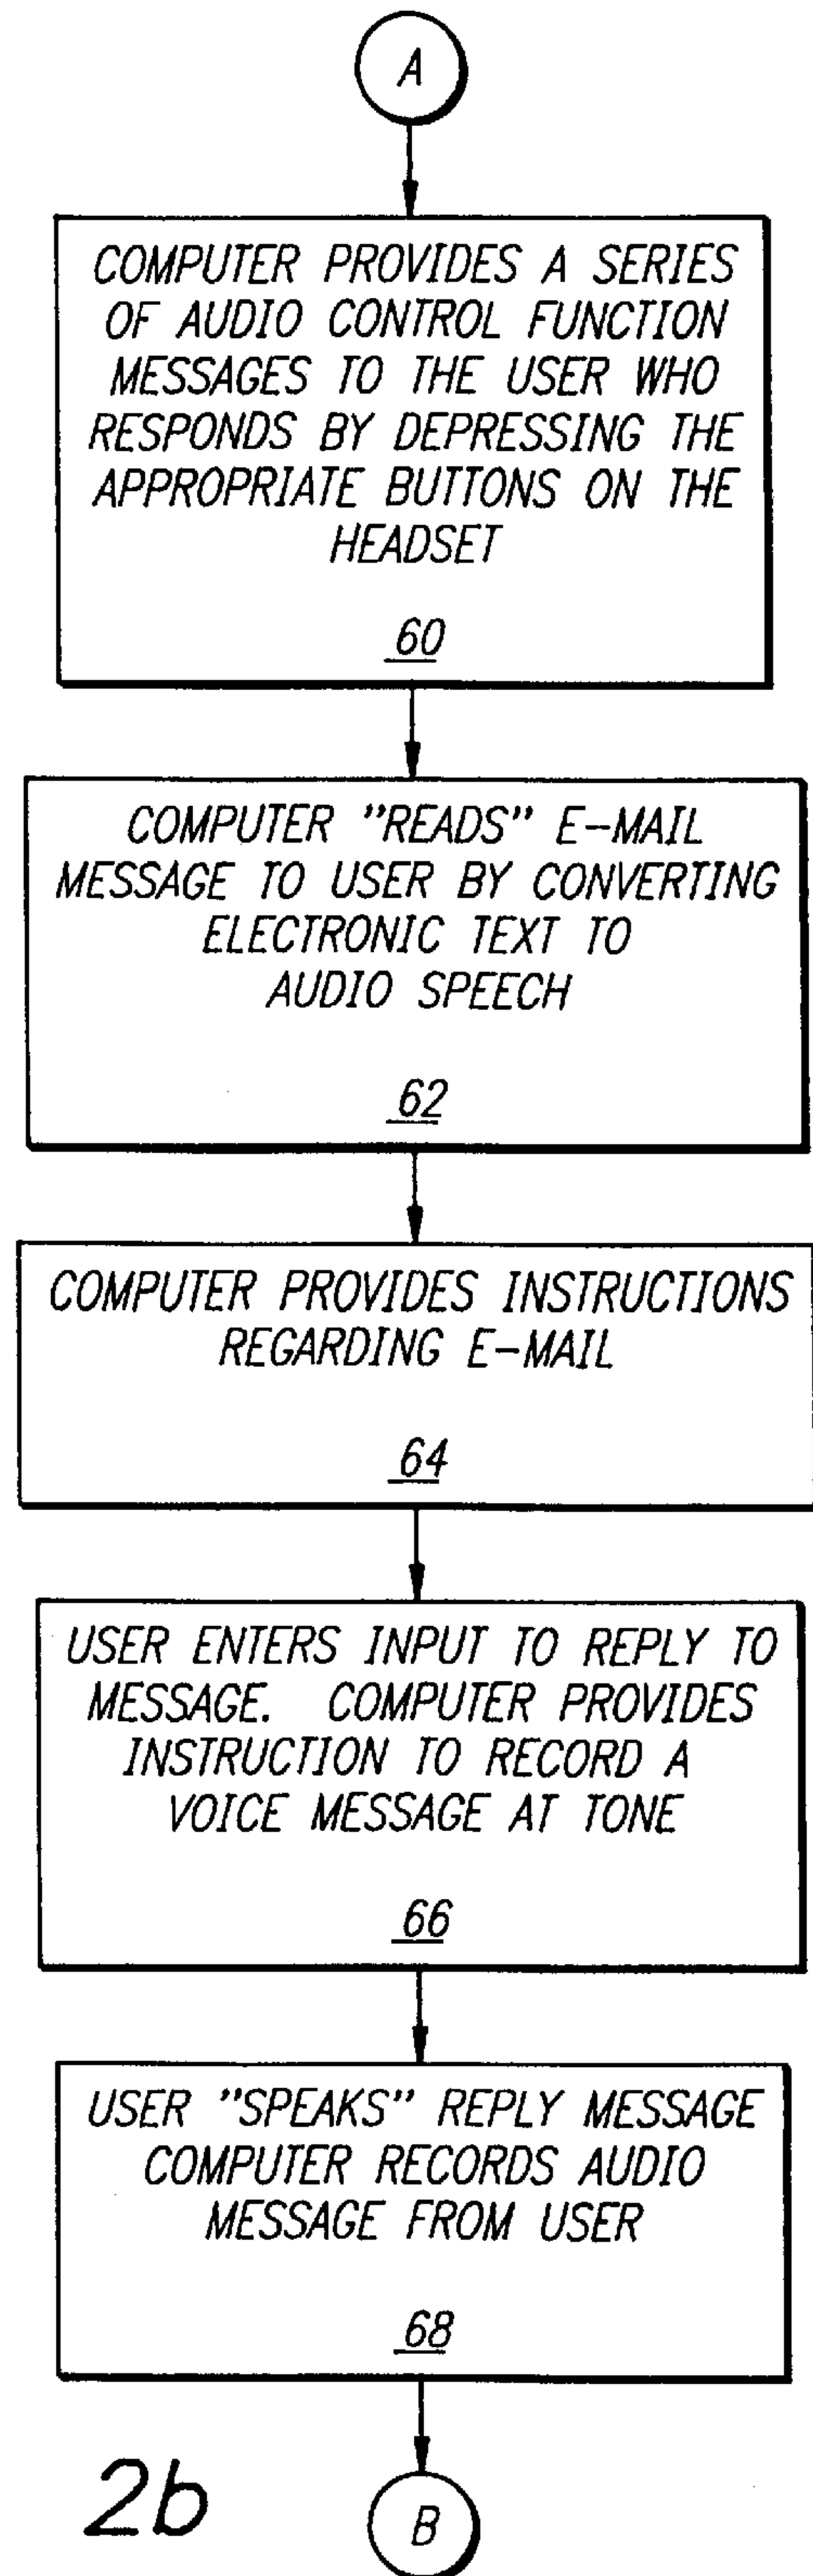 A
COMPUTER PROVIDES A SERIES
OF AUDIO CONTROL FUNCTION
MESSAGES TO THE USER WHO
RESPONDS BY DEPRESSING THE
APPROPRIATE BUTTONS ON THE
HEADSET
60
COMPUTER "READS" E-MAIL
MESSAGE TO USER BY CONVERTING
ELECTRONIC TEXT TO
AUDIO SPEECH
62
COMPUTER PROVIDES INSTRUCTIONS
REGARDING E-MAIL
64
USER ENTERS INPUT TO REPLY TO
MESSAGE. COMPUTER PROVIDES
INSTRUCTION TO RECORD A
VOICE MESSAGE AT TONE
66
USER "SPEAKS" REPLY MESSAGE
COMPUTER RECORDS AUDIO
MESSAGE FROM USER
68
2b
B